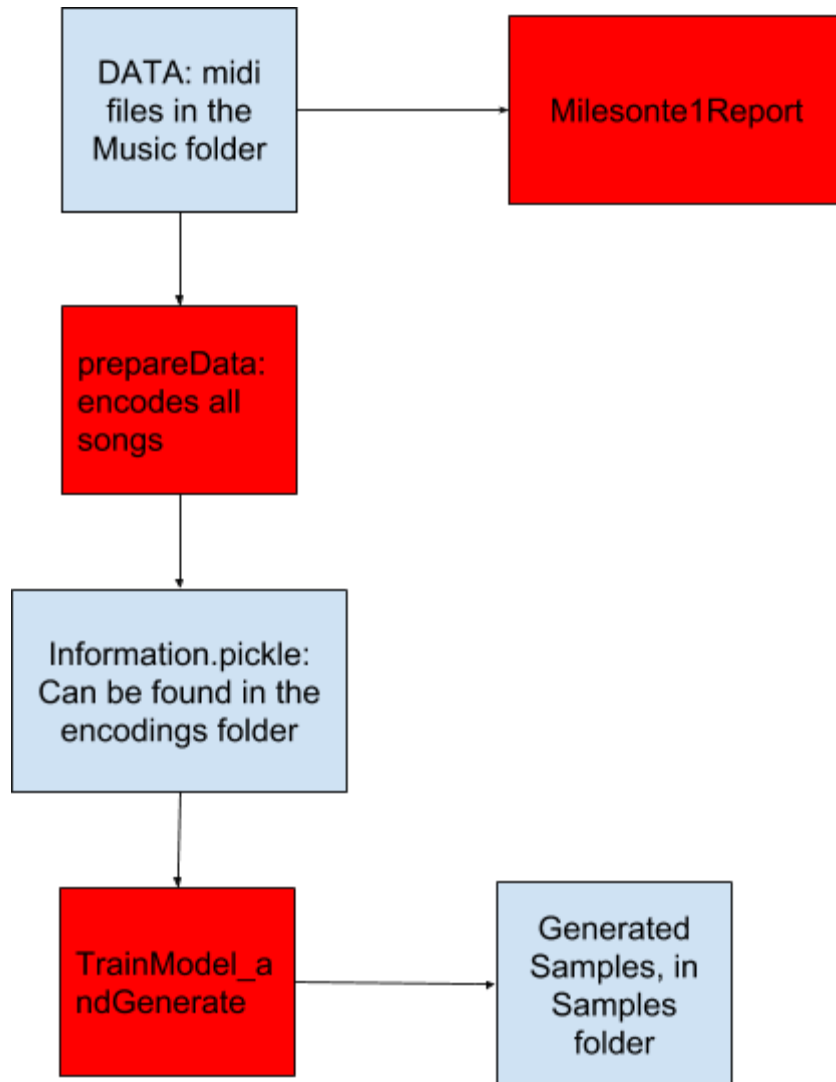 DATA: midi
files in the
Music folder
Milesonte1Report
prepareData:
encodes all
songs
Information.pickle:
Can be found in the
encodings folder
TrainModel_a
ndGenerate
Generated
Samples, in
Samples
folder